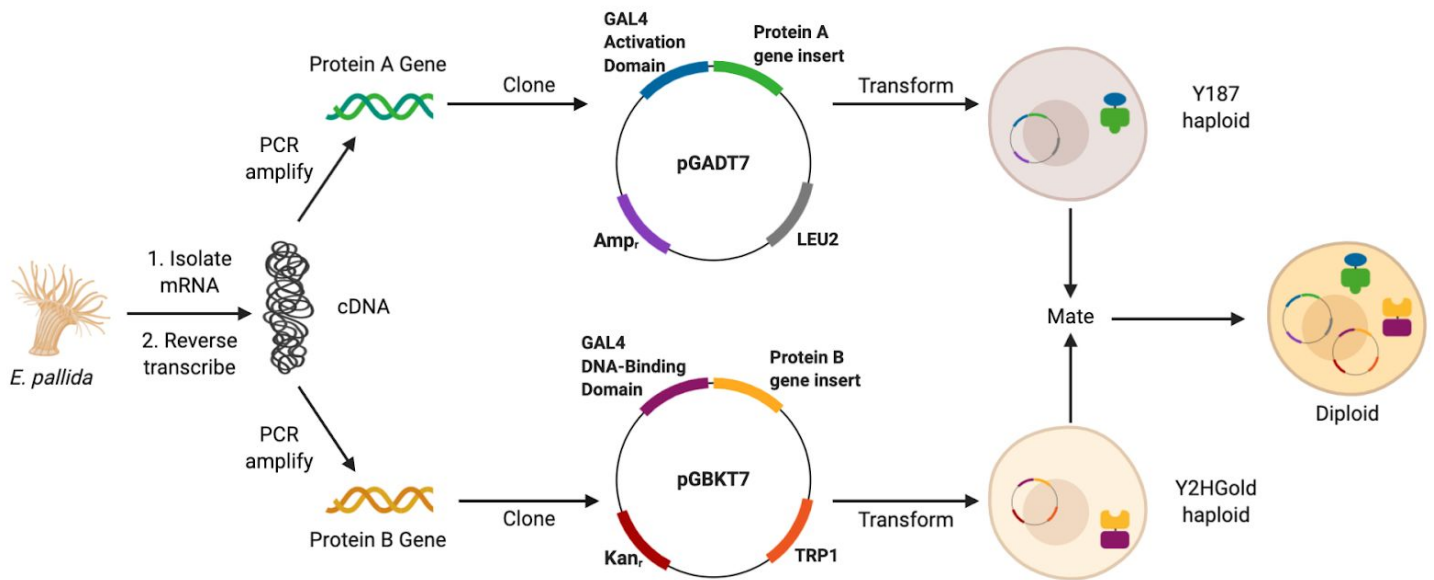 GAL4
Activation
Domain
Protein A
gene insert
Protein A Gene
Clone
Transform
Y187
haploid
PCR
amplify
pGADT7
Ampr
LEU2
1. Isolate
mRNA
2. Reverse
transcribe
cDNA
E. pallida
Mate
Diploid
GAL4
DNA-Binding
Domain
Protein B
gene insert
PCR
amplify
pGBKT7
Clone
Transform
Y2HGold
haploid
Protein B Gene
Kanr
TRP1